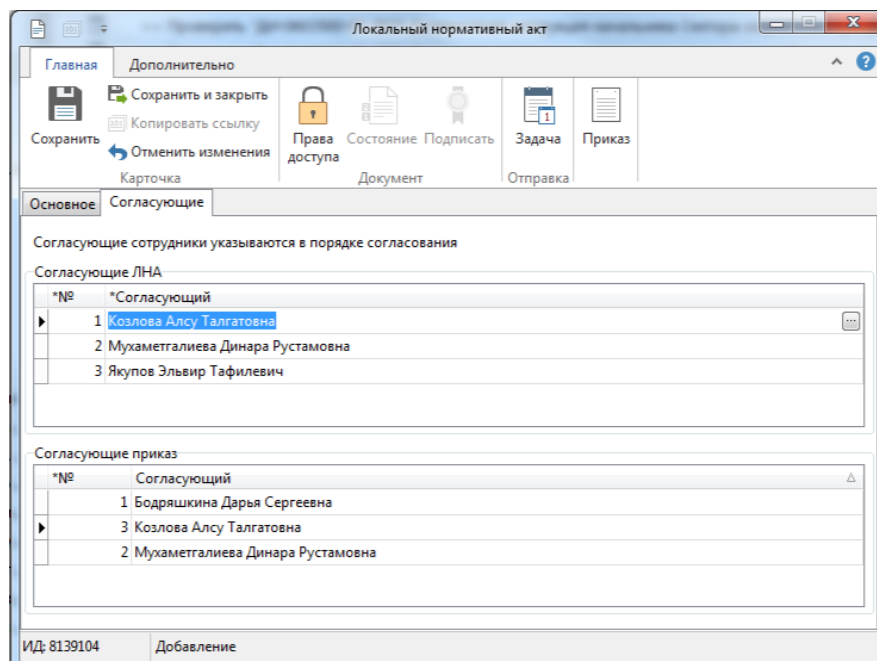 Локальный нормативный акт
Главная Дополнительно
Сохранить
Сохранить и закрыть
Копировать ссылку
Отменить изменения
Карточка
Права доступа
Состояние Подписать
Документ
Задача
Отправка
Приказ
Основное Согласующие
Согласующие сотрудники указываются в порядке согласования
Согласующие ЛНА
*№ *Согласующий
1 Козлова Алсу Талгатовна
2 Мухаметгалиева Динара Рустамовна
3 Якупов Эльвир Тафилевич
Согласующие приказ
*№ Согласующий
1 Бодряшкина Дарья Сергеевна
3 Козлова Алсу Талгатовна
2 Мухаметгалиева Динара Рустамовна
ИД: 8139104 Добавление